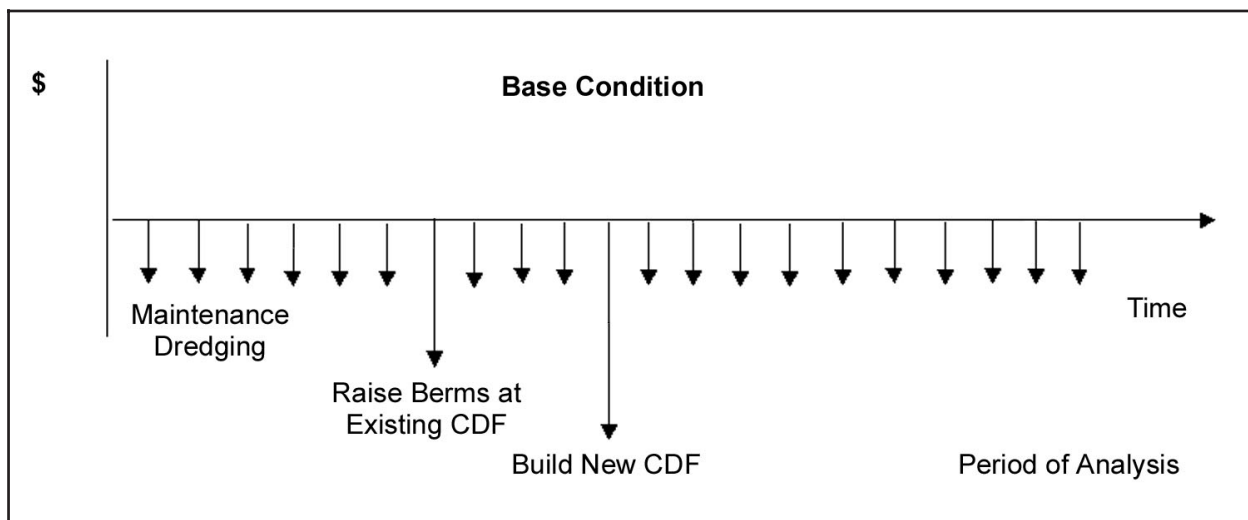 $
Base Condition
Maintenance
Dredging
Time
Raise Berms at
Existing CDF
Build New CDF
Period of Analysis